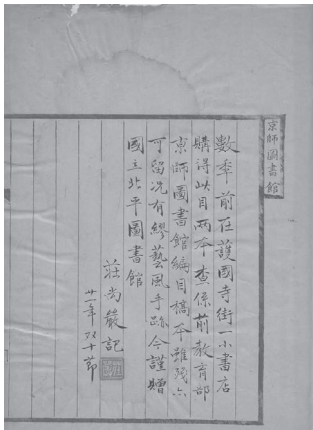 京師圖書館
數年前在護國寺街一小書店
購得此目兩本查係前教育部
京師圖書館編目稿本雖殘亦
可留況有繆藝風手跡今謹贈
國立北平圖書館
莊尚嚴記
廿一年双十節